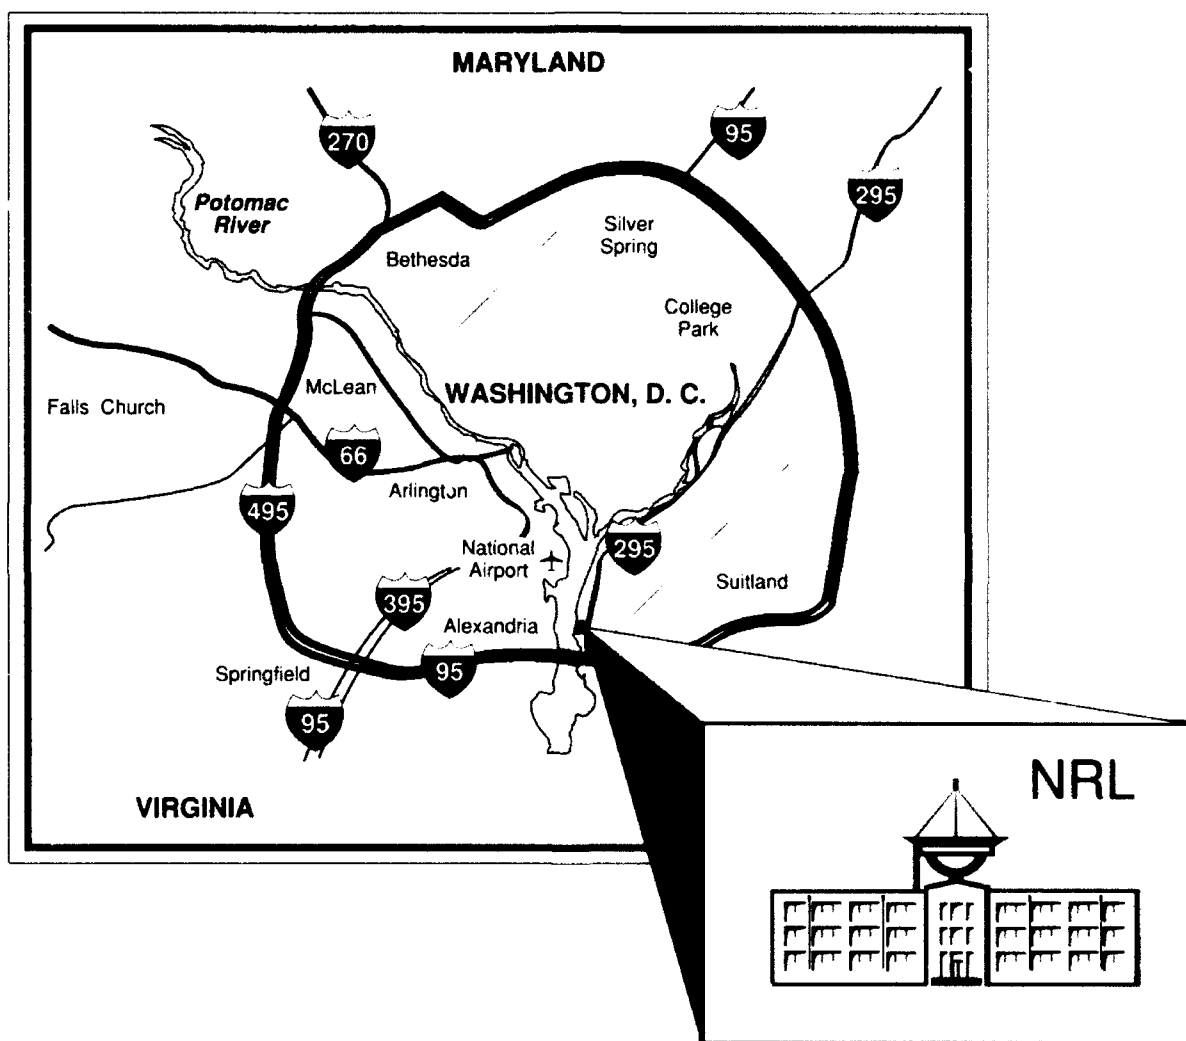 MARYLAND
270
95
295
Potomac
River
Silver
Spring
Bethesda
College
Park
McLean
WASHINGTON, D. C.
Falls Church
66
Arlington
495
National
Airport
295
Suitland
395
Alexandria
Springfield
95
95
VIRGINIA
NRL